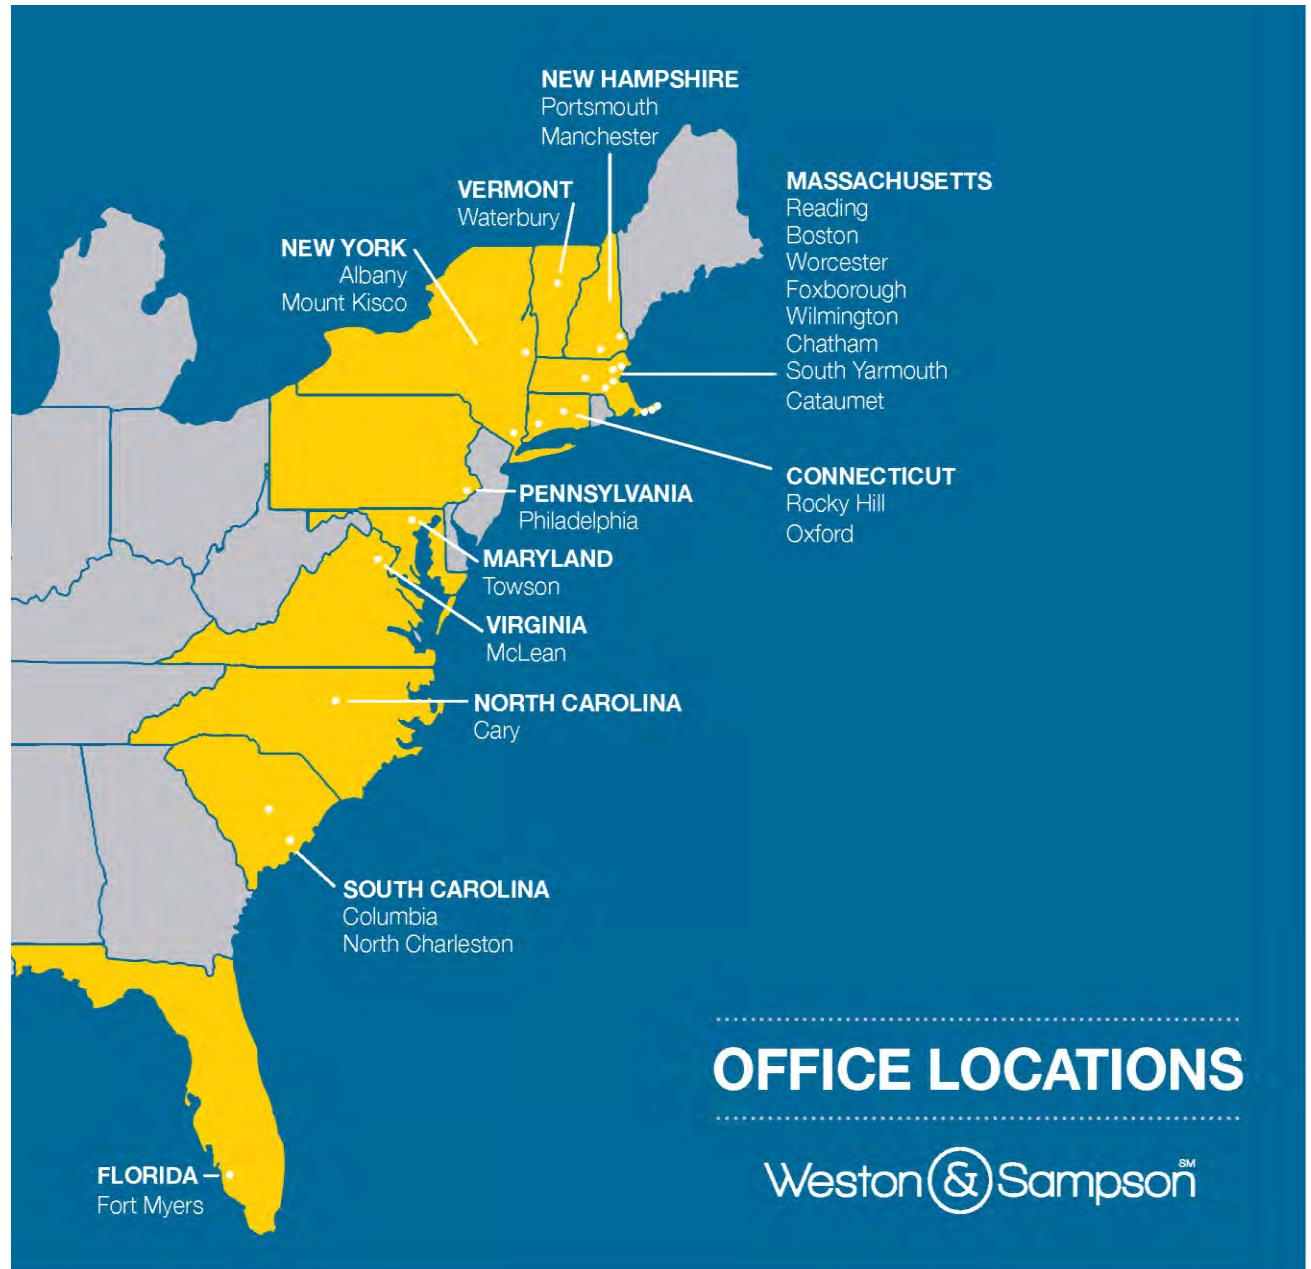 NEW HAMPSHIRE
Portsmouth
Manchester
VERMONT
Waterbury
NEW YORK
Albany
Mount Kisco
MASSACHUSETTS
Reading
Boston
Worcester
Foxborough
Wilmington
Chatham
South Yarmouth
Cataumet
CONNECTICUT
Rocky Hill
Oxford
PENNSYLVANIA
Philadelphia
MARYLAND
Towson
VIRGINIA
McLean
NORTH CAROLINA
Cary
SOUTH CAROLINA
Columbia
North Charleston
FLORIDA
Fort Myers
OFFICE LOCATIONS
Weston & Sampson SM